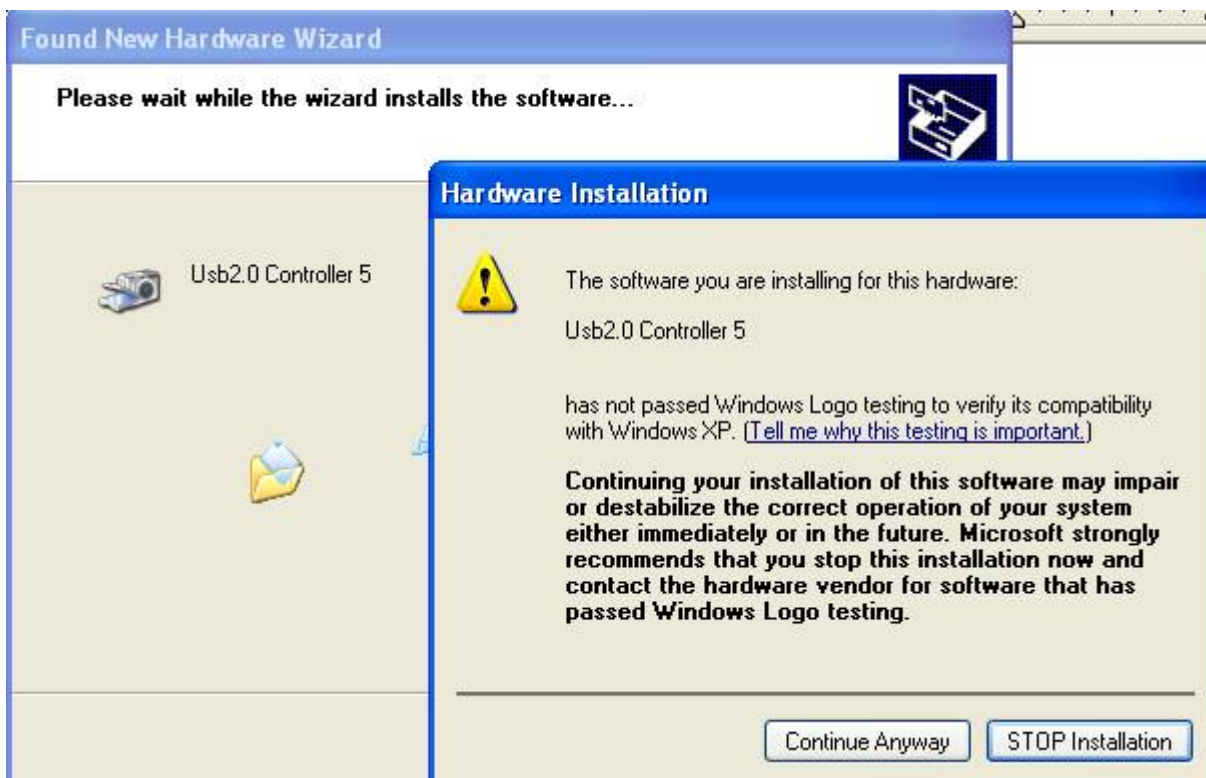 Found New Hardware Wizard
Please wait while the wizard installs the software...
Usb2.0 Controller 5
Hardware Installation
The software you are installing for this hardware:
Usb2.0 Controller 5
has not passed Windows Logo testing to verify its compatibility
with Windows XP. (Tell me why this testing is important.)
Continuing your installation of this software may impair
or destabilize the correct operation of your system
either immediately or in the future. Microsoft strongly
recommends that you stop this installation now and
contact the hardware vendor for software that has
passed Windows Logo testing.
Continue Anyway
STOP Installation